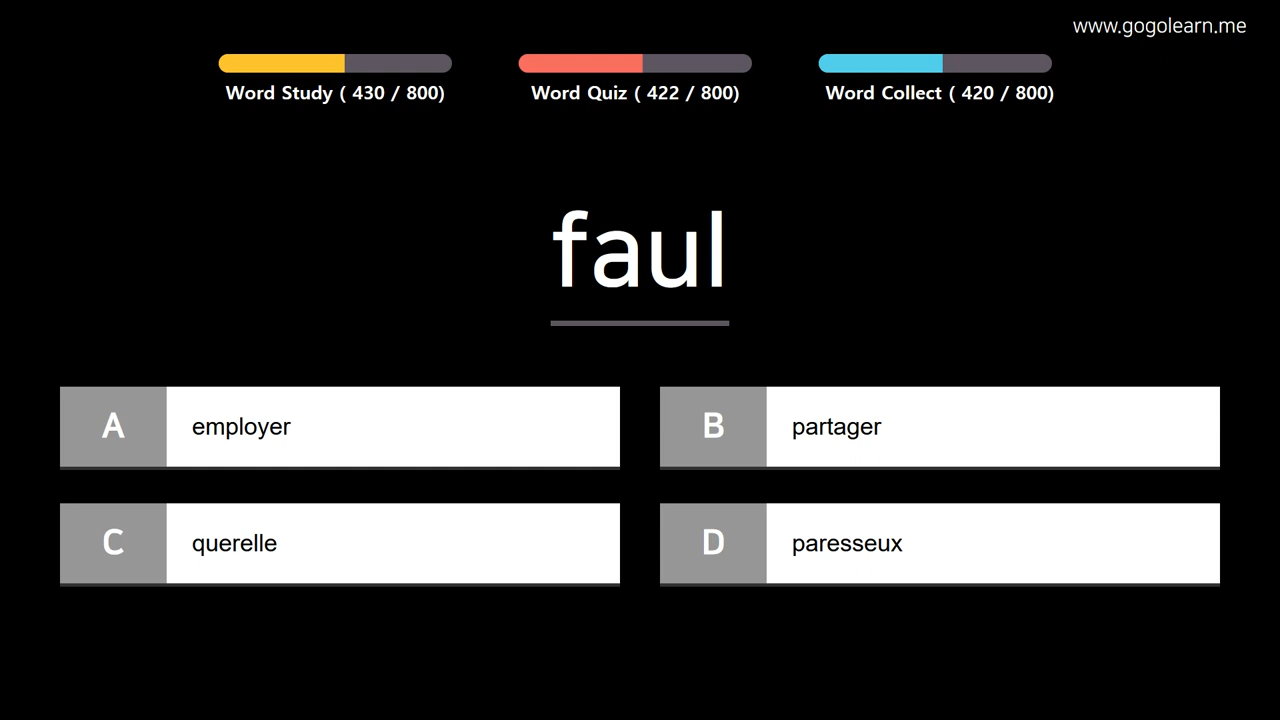 www.gogolearn.me
Word Study ( 430 / 800)
Word Quiz ( 422 / 800)
Word Collect ( 420 / 800)
faul
A employer
B partager
C querelle
D paresseux